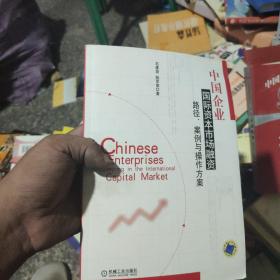 中国企业
国际资本市场融资
路径、案例与操作方案
Chinese
Enterprises
in the International
Capital Market
机械工业出版社